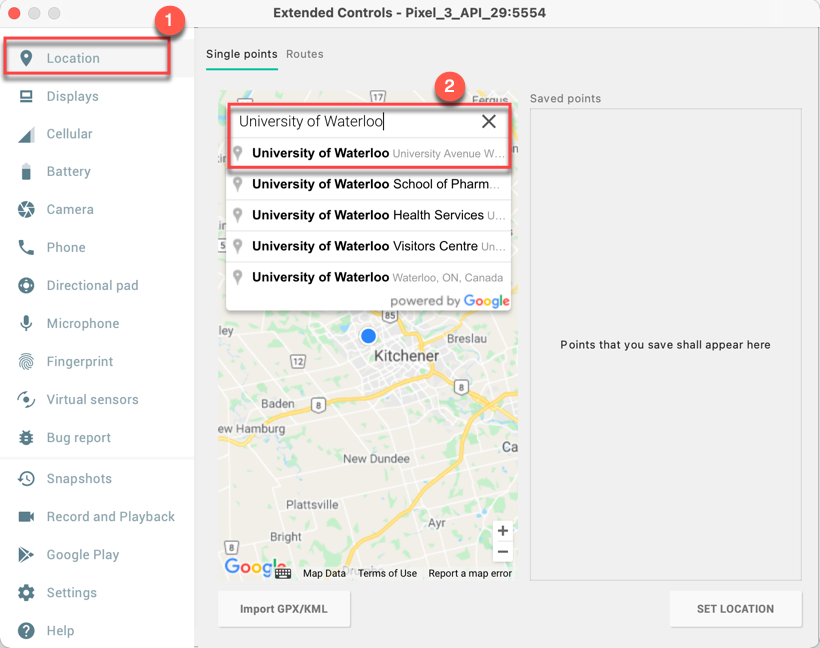 Extended Controls - Pixel_3_API_29:5554
1
Location
Displays
Cellular
Battery
Camera
Phone
Directional pad
Microphone
Fingerprint
Virtual sensors
Bug report
Snapshots
Record and Playback
Google Play
Settings
Help
Single points
Routes
2
17
Fergus
University of Waterloo
University of Waterloo University Avenue W...
University of Waterloo School of Pharm...
University of Waterloo Health Services U...
University of Waterloo Visitors Centre Un...
University of Waterloo Waterloo, ON, Canada
powered by Google
85
ley
Breslau
Kitchener
12
8
Baden
8
ew Hamburg
Ca
New Dundee
Plattsville
Ayr
Bright
8
+
−
Google
Map Data
Terms of Use
Report a map error
Import GPX/KML
Saved points
Points that you save shall appear here
SET LOCATION